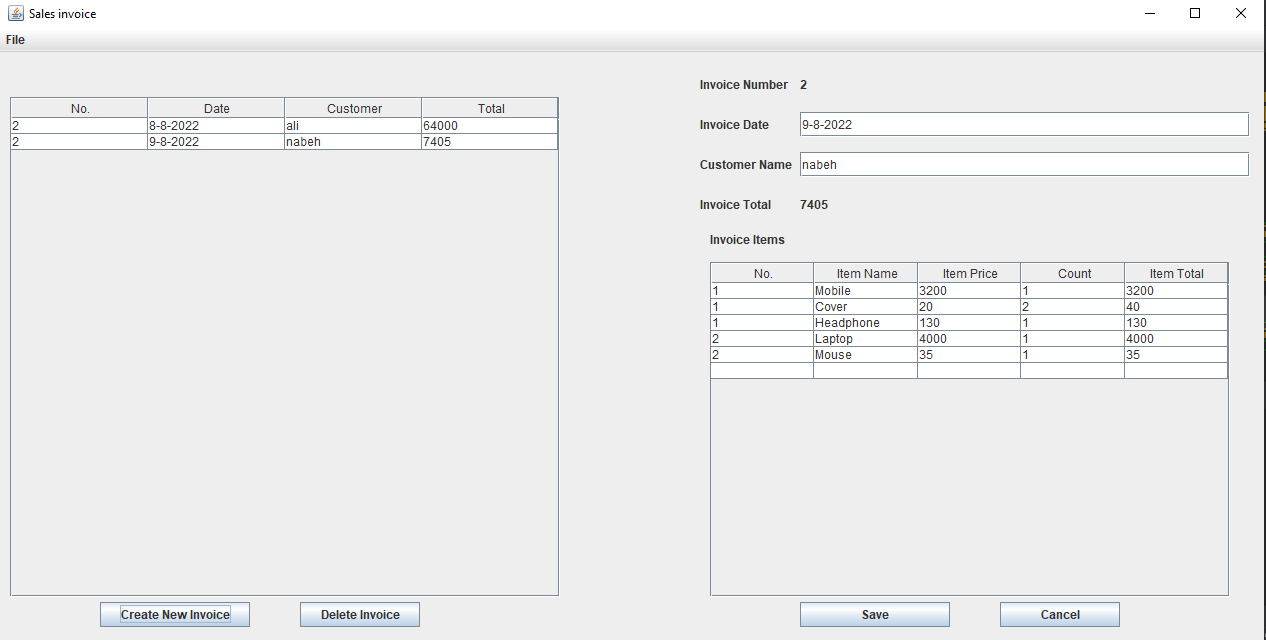 Sales invoice
File
No. Date Customer Total
2 8-8-2022 ali 64000
2 9-8-2022 nabeh 7405
Create New Invoice Delete Invoice
Invoice Number 2
Invoice Date 9-8-2022
Customer Name nabeh
Invoice Total 7405
Invoice Items
No. Item Name Item Price Count Item Total
1 Mobile 3200 1 3200
1 Cover 20 2 40
1 Headphone 130 1 130
2 Laptop 4000 1 4000
2 Mouse 35 1 35
Save Cancel